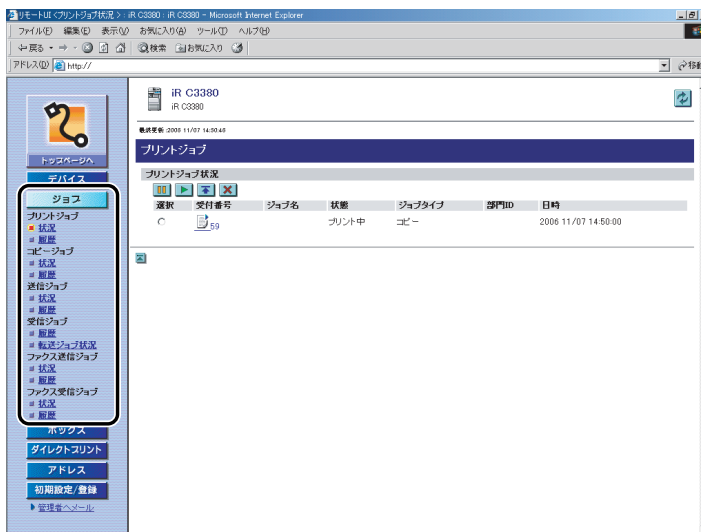 リモートUI <プリントジョブ状況 > : iR C3380 : iR C3380 - Microsoft Internet Explorer
ファイル(F) 編集(E) 表示(V) お気に入り(A) ツール(T) ヘルプ(H)
戻る 検索 お気に入り
アドレス(D) http:// 移動
iR C3380
iR C3380
最終更新 :2006 11/07 14:50:46
トップページへ
デバイス
ジョブ
プリントジョブ
状況
履歴
コピージョブ
状況
履歴
送信ジョブ
状況
履歴
受信ジョブ
履歴
転送ジョブ状況
ファクス送信ジョブ
状況
履歴
ファクス受信ジョブ
状況
履歴
ボックス
ダイレクトプリント
アドレス
初期設定/登録
管理者へメール
プリントジョブ
プリントジョブ状況
選択 受付番号 ジョブ名 状態 ジョブタイプ 部門ID 日時
59 プリント中 コピー 2006 11/07 14:50:00